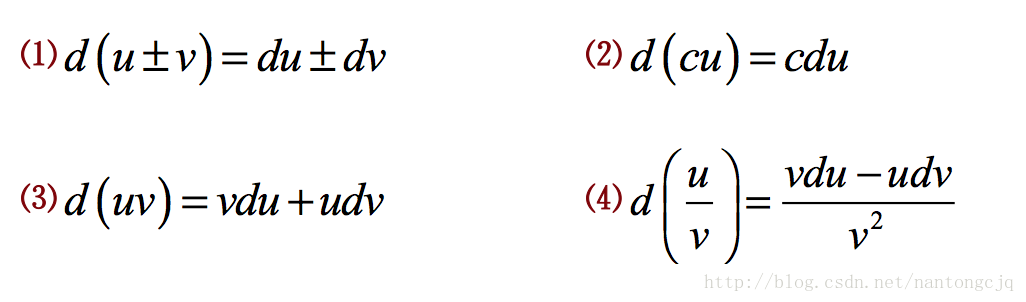 (1) d(u±v)=du±dv (2) d(cu)=cdu
(3) d(uv)=vdu+udv (4) d(u/v)=(vdu−udv)/v²
http://blog.csdn.net/nantongcjq